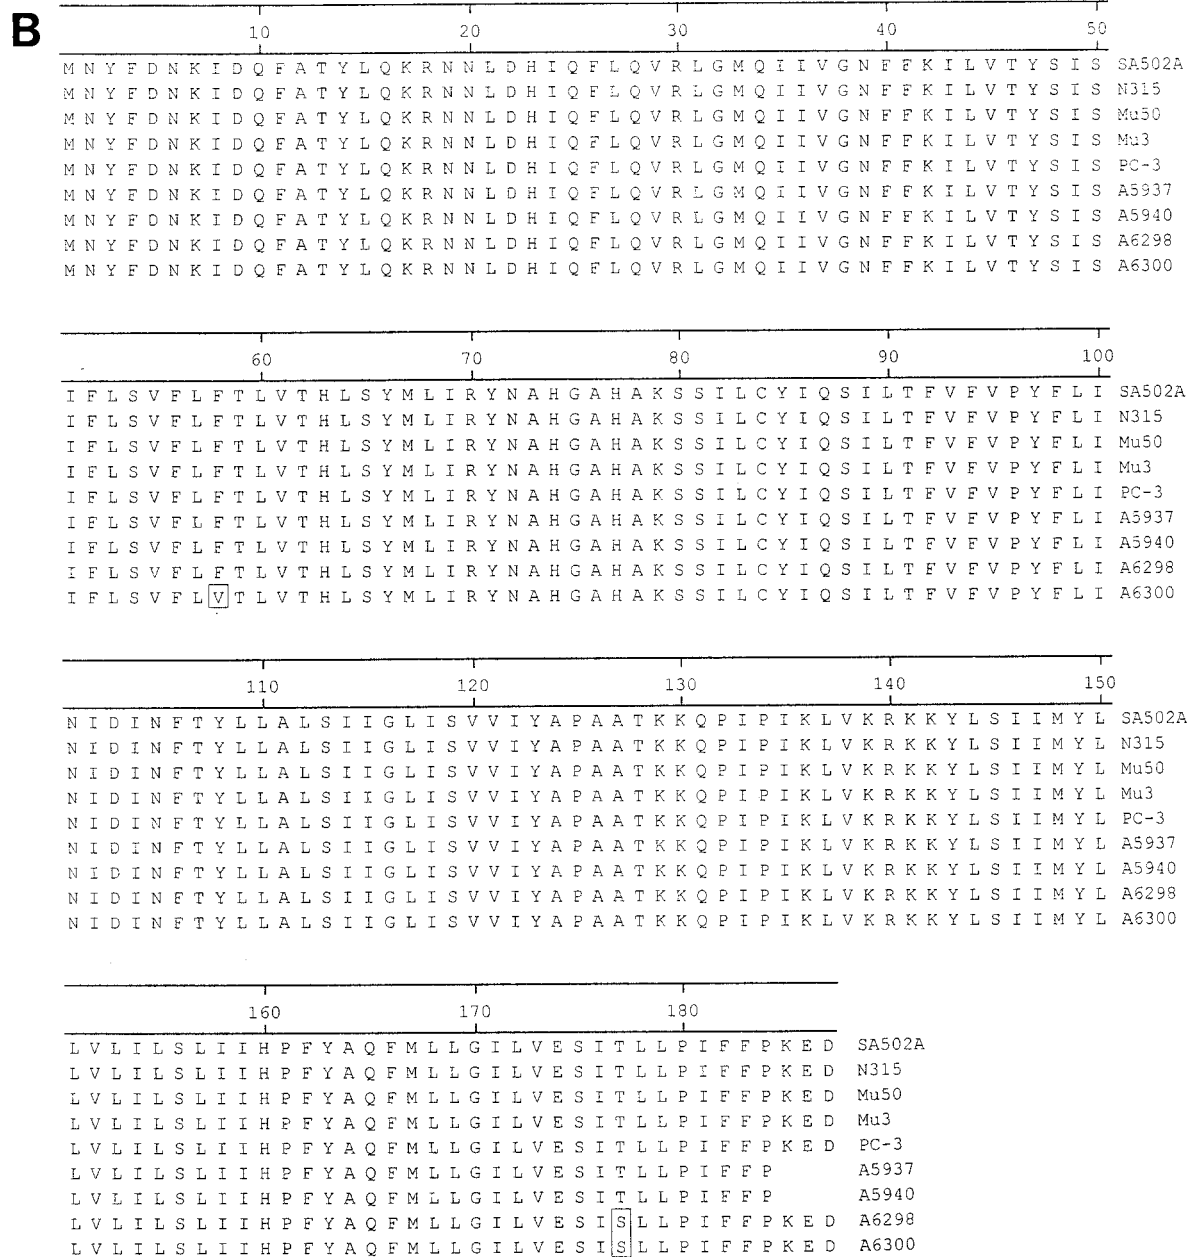 B
10 20 30 40 50
M N Y F D N K I D Q F A T Y L Q K R N N L D H I Q F L Q V R L G M Q I I V G N F F K I L V T Y S I S SA502A
M N Y F D N K I D Q F A T Y L Q K R N N L D H I Q F L Q V R L G M Q I I V G N F F K I L V T Y S I S N315
M N Y F D N K I D Q F A T Y L Q K R N N L D H I Q F L Q V R L G M Q I I V G N F F K I L V T Y S I S Mu50
M N Y F D N K I D Q F A T Y L Q K R N N L D H I Q F L Q V R L G M Q I I V G N F F K I L V T Y S I S Mu3
M N Y F D N K I D Q F A T Y L Q K R N N L D H I Q F L Q V R L G M Q I I V G N F F K I L V T Y S I S PC-3
M N Y F D N K I D Q F A T Y L Q K R N N L D H I Q F L Q V R L G M Q I I V G N F F K I L V T Y S I S A5937
M N Y F D N K I D Q F A T Y L Q K R N N L D H I Q F L Q V R L G M Q I I V G N F F K I L V T Y S I S A5940
M N Y F D N K I D Q F A T Y L Q K R N N L D H I Q F L Q V R L G M Q I I V G N F F K I L V T Y S I S A6298
M N Y F D N K I D Q F A T Y L Q K R N N L D H I Q F L Q V R L G M Q I I V G N F F K I L V T Y S I S A6300
60 70 80 90 100
I F L S V F L F T L V T H L S Y M L I R Y N A H G A H A K S S I L C Y I Q S I L T F V F V P Y F L I SA502A
I F L S V F L F T L V T H L S Y M L I R Y N A H G A H A K S S I L C Y I Q S I L T F V F V P Y F L I N315
I F L S V F L F T L V T H L S Y M L I R Y N A H G A H A K S S I L C Y I Q S I L T F V F V P Y F L I Mu50
I F L S V F L F T L V T H L S Y M L I R Y N A H G A H A K S S I L C Y I Q S I L T F V F V P Y F L I Mu3
I F L S V F L F T L V T H L S Y M L I R Y N A H G A H A K S S I L C Y I Q S I L T F V F V P Y F L I PC-3
I F L S V F L F T L V T H L S Y M L I R Y N A H G A H A K S S I L C Y I Q S I L T F V F V P Y F L I A5937
I F L S V F L F T L V T H L S Y M L I R Y N A H G A H A K S S I L C Y I Q S I L T F V F V P Y F L I A5940
I F L S V F L F T L V T H L S Y M L I R Y N A H G A H A K S S I L C Y I Q S I L T F V F V P Y F L I A6298
I F L S V F L V T L V T H L S Y M L I R Y N A H G A H A K S S I L C Y I Q S I L T F V F V P Y F L I A6300
110 120 130 140 150
N I D I N F T Y L L A L S I I G L I S V V I Y A P A A T K K Q P I P I K L V K R K K Y L S I I M Y L SA502A
N I D I N F T Y L L A L S I I G L I S V V I Y A P A A T K K Q P I P I K L V K R K K Y L S I I M Y L N315
N I D I N F T Y L L A L S I I G L I S V V I Y A P A A T K K Q P I P I K L V K R K K Y L S I I M Y L Mu50
N I D I N F T Y L L A L S I I G L I S V V I Y A P A A T K K Q P I P I K L V K R K K Y L S I I M Y L Mu3
N I D I N F T Y L L A L S I I G L I S V V I Y A P A A T K K Q P I P I K L V K R K K Y L S I I M Y L PC-3
N I D I N F T Y L L A L S I I G L I S V V I Y A P A A T K K Q P I P I K L V K R K K Y L S I I M Y L A5937
N I D I N F T Y L L A L S I I G L I S V V I Y A P A A T K K Q P I P I K L V K R K K Y L S I I M Y L A5940
N I D I N F T Y L L A L S I I G L I S V V I Y A P A A T K K Q P I P I K L V K R K K Y L S I I M Y L A6298
N I D I N F T Y L L A L S I I G L I S V V I Y A P A A T K K Q P I P I K L V K R K K Y L S I I M Y L A6300
160 170 180
L V L I L S L I I H P F Y A Q F M L L G I L V E S I T L L P I F F P K E D SA502A
L V L I L S L I I H P F Y A Q F M L L G I L V E S I T L L P I F F P K E D N315
L V L I L S L I I H P F Y A Q F M L L G I L V E S I T L L P I F F P K E D Mu50
L V L I L S L I I H P F Y A Q F M L L G I L V E S I T L L P I F F P K E D Mu3
L V L I L S L I I H P F Y A Q F M L L G I L V E S I T L L P I F F P K E D PC-3
L V L I L S L I I H P F Y A Q F M L L G I L V E S I T L L P I F F P A5937
L V L I L S L I I H P F Y A Q F M L L G I L V E S I T L L P I F F P A5940
L V L I L S L I I H P F Y A Q F M L L G I L V E S I S L L P I F F P K E D A6298
L V L I L S L I I H P F Y A Q F M L L G I L V E S I S L L P I F F P K E D A6300